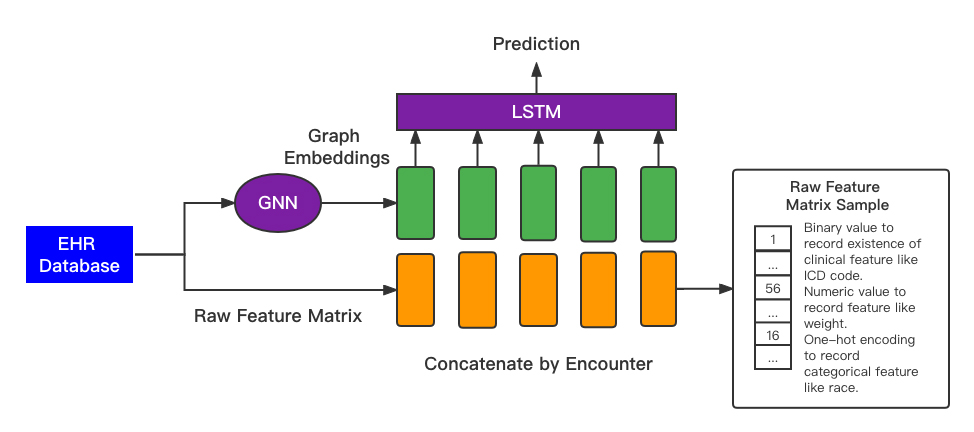 Prediction
LSTM
Graph
Embeddings
GNN
EHR
Database
Raw Feature Matrix
Concatenate by Encounter
Raw Feature
Matrix Sample
1
...
56
...
16
...
Binary value to
record existence of
clinical feature like
ICD code.
Numeric value to
record feature like
weight.
One-hot encoding
to record
categorical feature
like race.